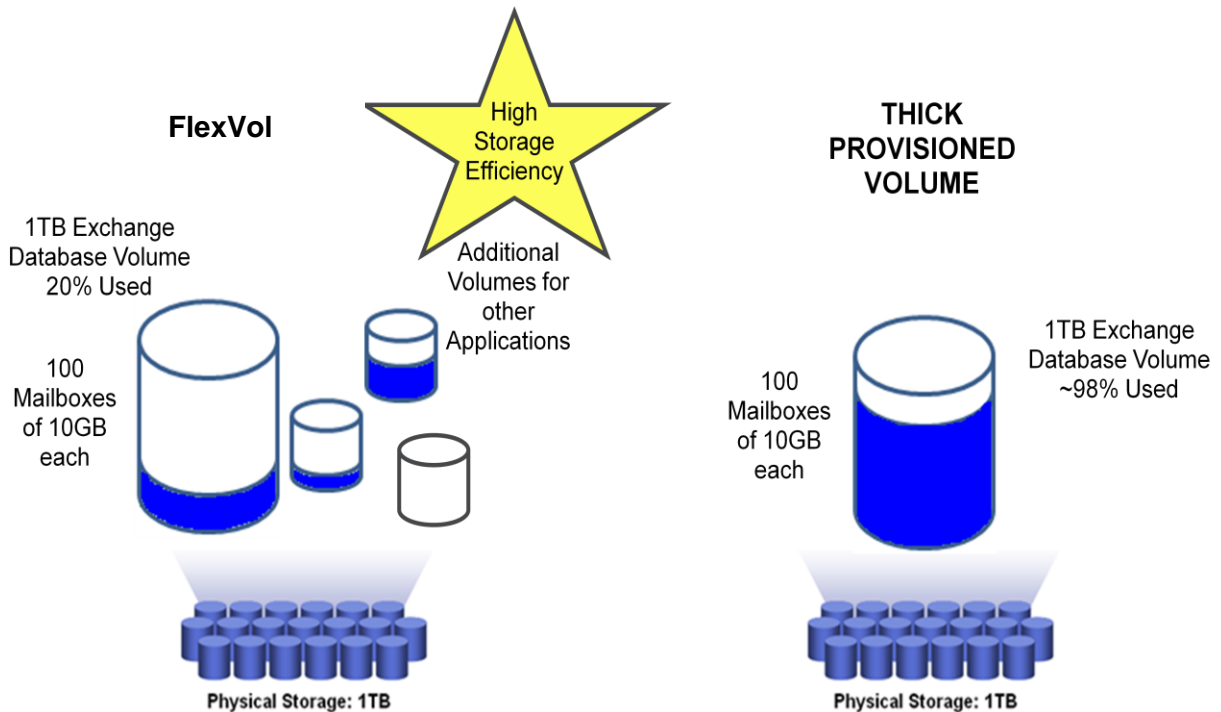 FlexVol
High
Storage
Efficiency
THICK
PROVISIONED
VOLUME
1TB Exchange
Database Volume
20% Used
Additional
Volumes for
other
Applications
100
Mailboxes
of 10GB
each
100
Mailboxes
of 10GB
each
1TB Exchange
Database Volume
~98% Used
Physical Storage: 1TB
Physical Storage: 1TB